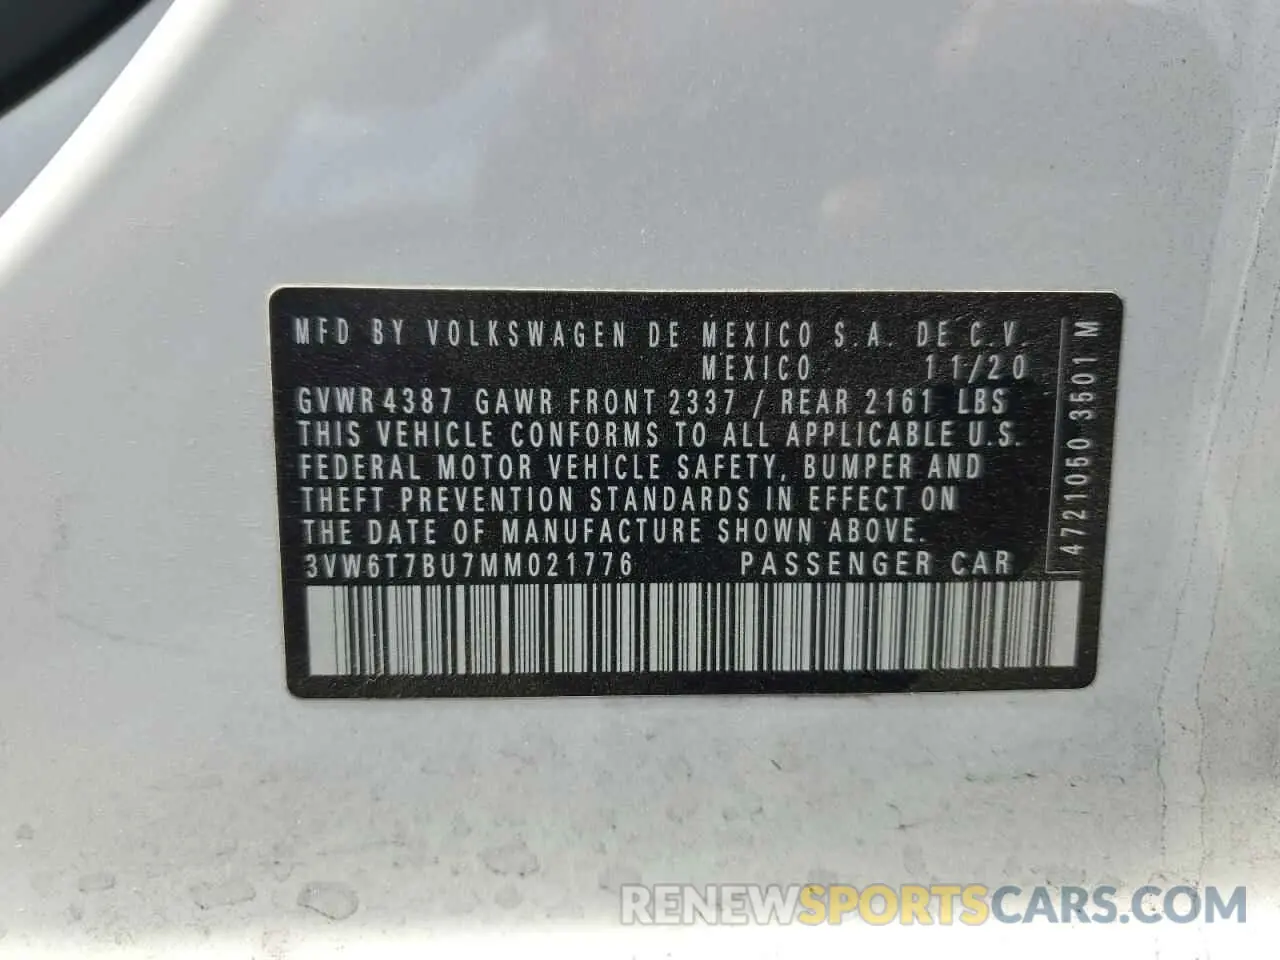 MFD BY VOLKSWAGEN DE MEXICO S.A. DE C.V.
MEXICO 11/20
GVWR 4387 GAWR FRONT 2337 / REAR 2161 LBS
THIS VEHICLE CONFORMS TO ALL APPLICABLE U.S.
FEDERAL MOTOR VEHICLE SAFETY, BUMPER AND
THEFT PREVENTION STANDARDS IN EFFECT ON
THE DATE OF MANUFACTURE SHOWN ABOVE.
3VW6T7BU7MM021776 PASSENGER CAR
4721050 3501 M
RENEWSPORTSCARS.COM